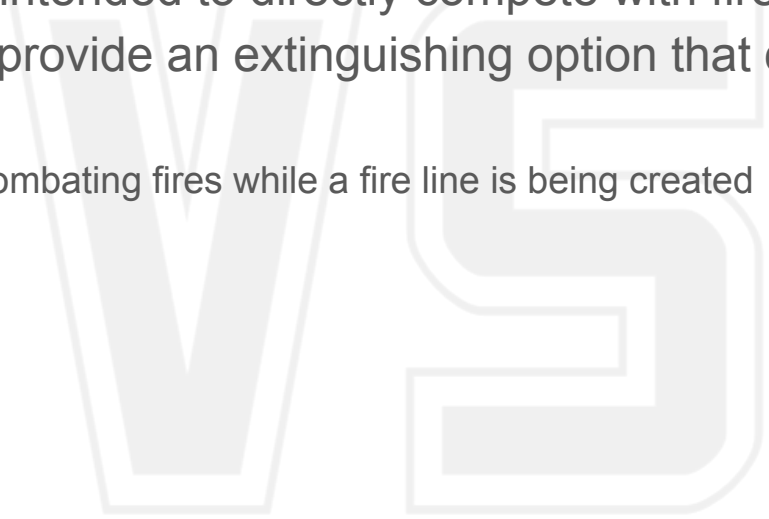 intended to directly compete with fire
provide an extinguishing option that
ombating fires while a fire line is being created
VS